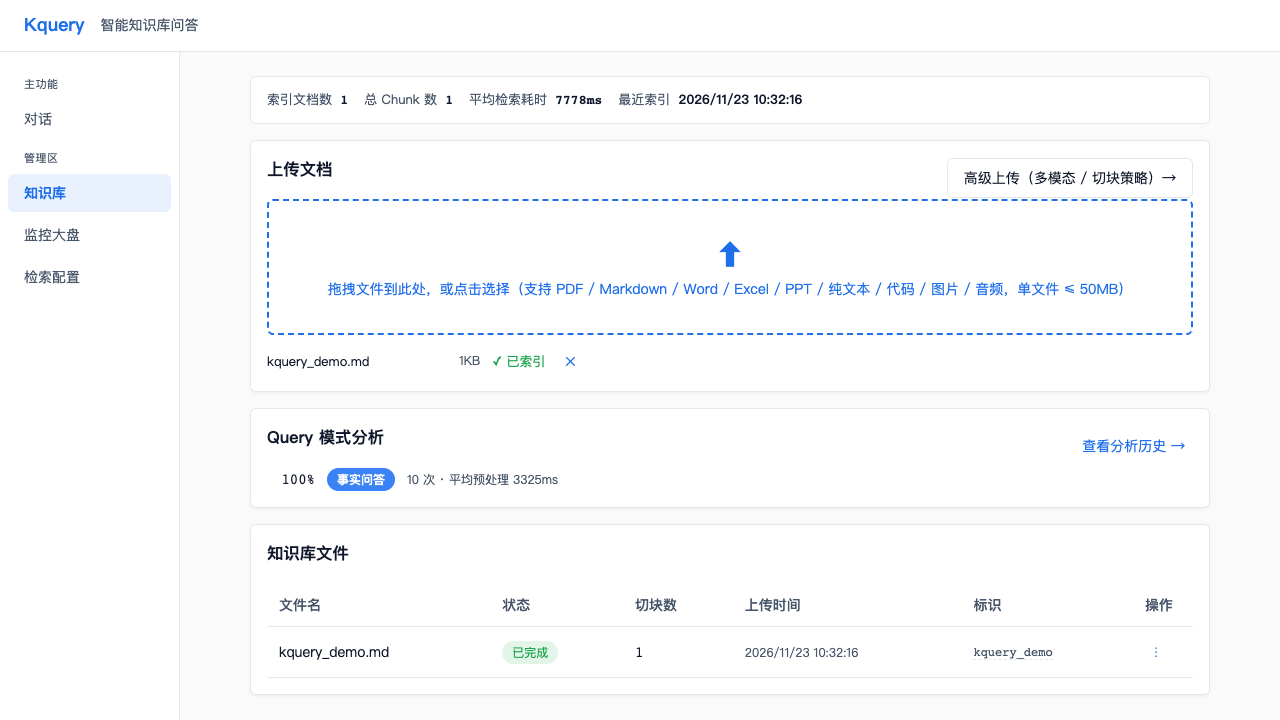 Kquery 智能知识库问答
主功能
对话
管理区
知识库
监控大盘
检索配置
索引文档数 1 总 Chunk 数 1 平均检索耗时 7778ms 最近索引 2026/11/23 10:32:16
上传文档
高级上传（多模态 / 切块策略）→
拖拽文件到此处，或点击选择（支持 PDF / Markdown / Word / Excel / PPT / 纯文本 / 代码 / 图片 / 音频，单文件 ≤ 50MB）
kquery_demo.md 1KB ✓ 已索引 ×
Query 模式分析
查看分析历史 →
100% 事实问答 10 次 · 平均预处理 3325ms
知识库文件
文件名 状态 切块数 上传时间 标识 操作
kquery_demo.md 已完成 1 2026/11/23 10:32:16 kquery_demo ⋮